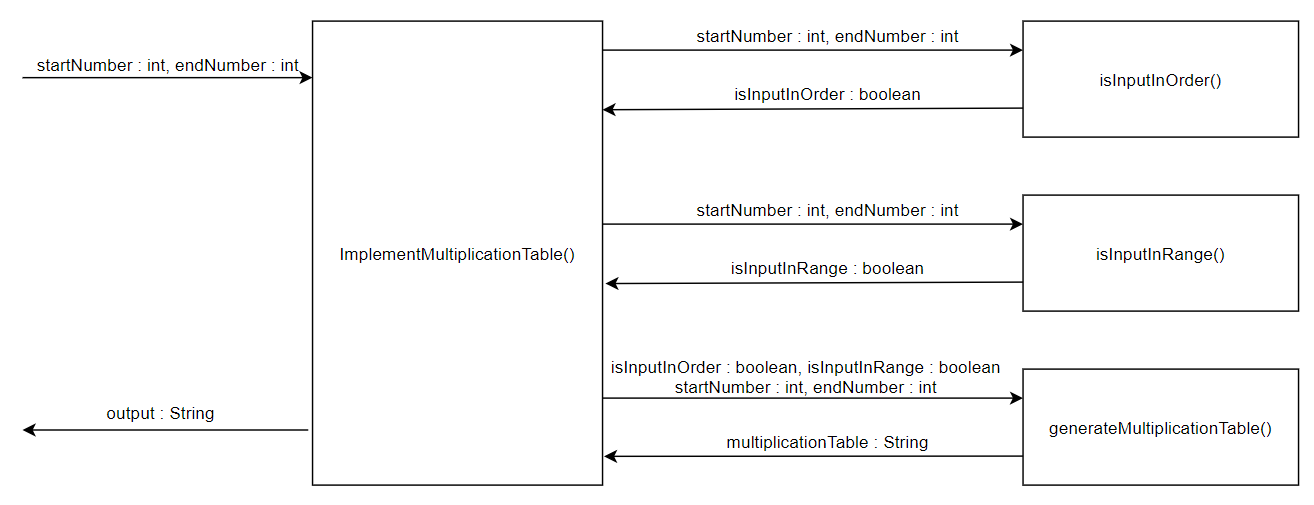 startNumber : int, endNumber : int
ImplementMultiplicationTable()
output : String
startNumber : int, endNumber : int
isInputInOrder : boolean
isInputInOrder()
startNumber : int, endNumber : int
isInputInRange : boolean
isInputInRange()
isInputInOrder : boolean, isInputInRange : boolean
startNumber : int, endNumber : int
multiplicationTable : String
generateMultiplicationTable()